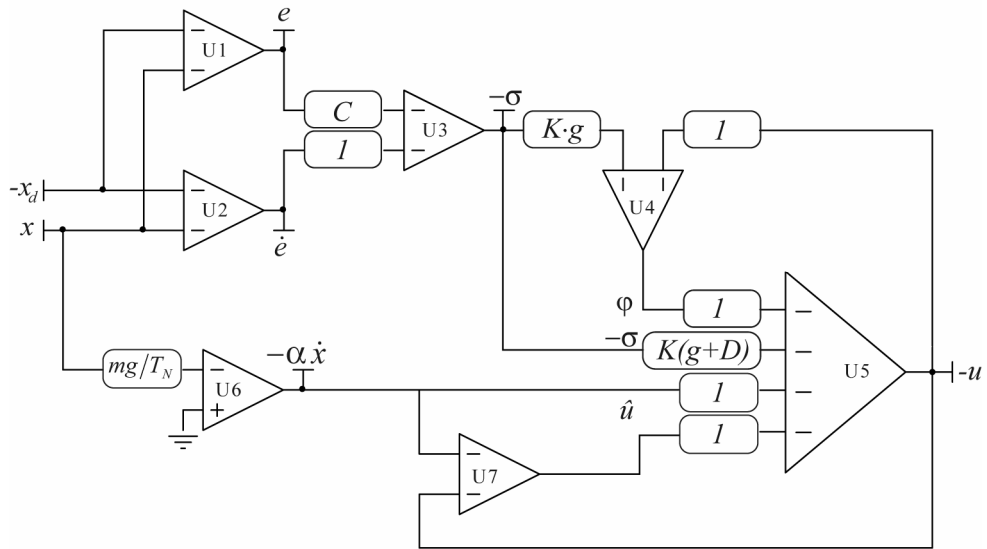 e
U1
C
1
U3
-σ
K·g
1
U4
-x_d
x
U2
ė
φ
1
-σ
K(g+D)
mg/T_N
U6
+
-αẋ
û
1
1
U5
-u
U7